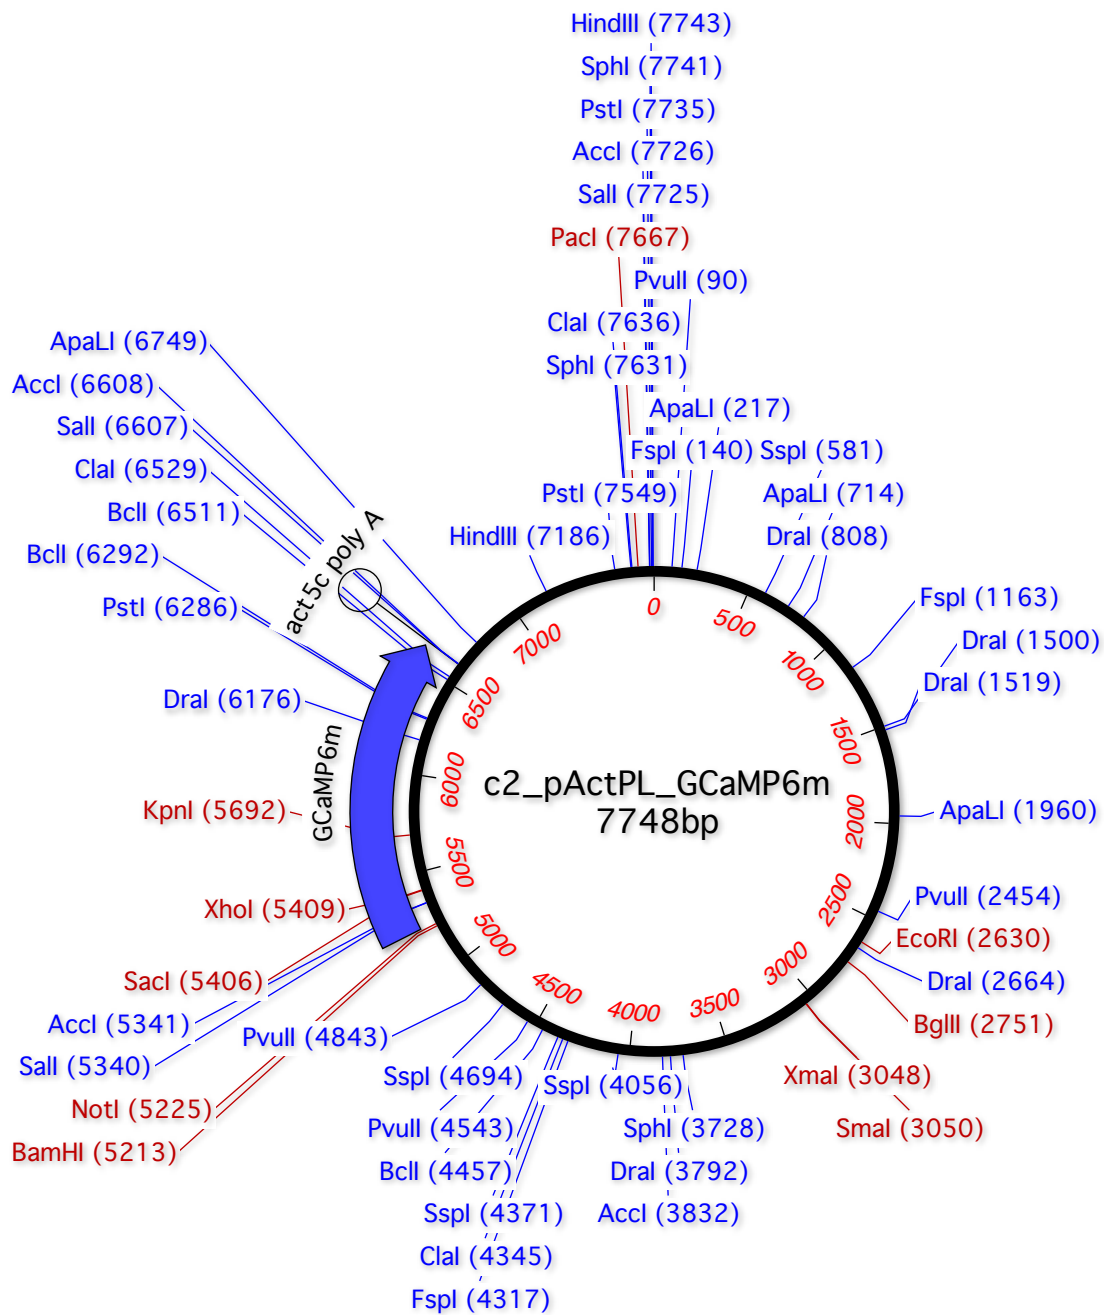 HindIII (7743)
SphI (7741)
PstI (7735)
AccI (7726)
SalI (7725)
PacI (7667)
PvuII (90)
ClaI (7636)
SphI (7631)
ApaLI (217)
FspI (140)
SspI (581)
PstI (7549)
ApaLI (714)
HindIII (7186)
DraI (808)
FspI (1163)
DraI (1500)
DraI (1519)
ApaLI (1960)
PvuII (2454)
EcoRI (2630)
DraI (2664)
BglII (2751)
XmaI (3048)
SmaI (3050)
SphI (3728)
DraI (3792)
AccI (3832)
SspI (4056)
FspI (4317)
ClaI (4345)
SspI (4371)
BclI (4457)
PvuII (4543)
SspI (4694)
PvuII (4843)
BamHI (5213)
NotI (5225)
SalI (5340)
AccI (5341)
SacI (5406)
XhoI (5409)
KpnI (5692)
DraI (6176)
PstI (6286)
BclI (6292)
BclI (6511)
ClaI (6529)
SalI (6607)
AccI (6608)
ApaLI (6749)
act5c poly A
GCaMP6m
0
500
1000
1500
2000
2500
3000
3500
4000
4500
5000
5500
6000
6500
7000
c2_pActPL_GCaMP6m
7748bp